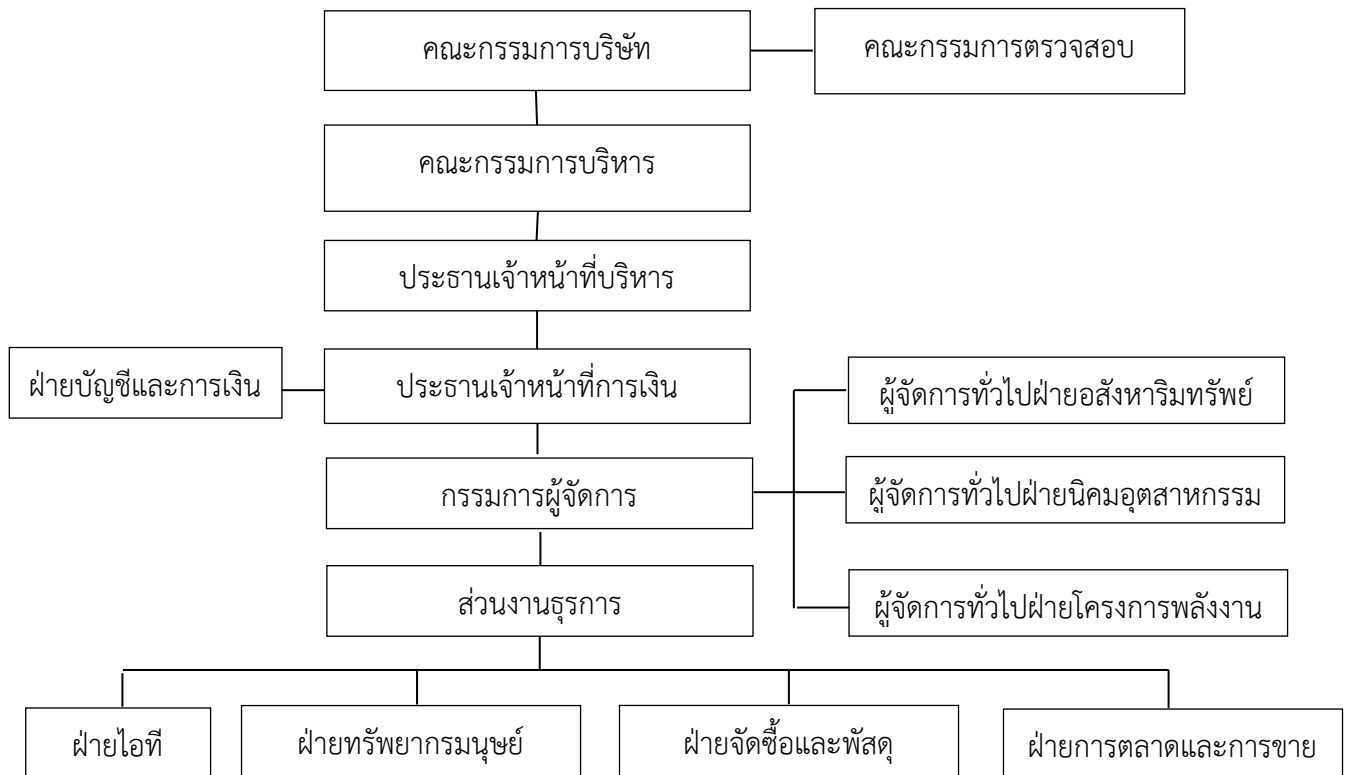 คณะกรรมการบริษัท
คณะกรรมการตรวจสอบ
คณะกรรมการบริหาร
ประธานเจ้าหน้าที่บริหาร
ฝ่ายบัญชีและการเงิน
ประธานเจ้าหน้าที่การเงิน
ผู้จัดการทั่วไปฝ่ายอสังหาริมทรัพย์
กรรมการผู้จัดการ
ผู้จัดการทั่วไปฝ่ายนิคมอุตสาหกรรม
ส่วนงานธุรการ
ผู้จัดการทั่วไปฝ่ายโครงการพลังงาน
ฝ่ายไอที
ฝ่ายทรัพยากรมนุษย์
ฝ่ายจัดซื้อและพัสดุ
ฝ่ายการตลาดและการขาย